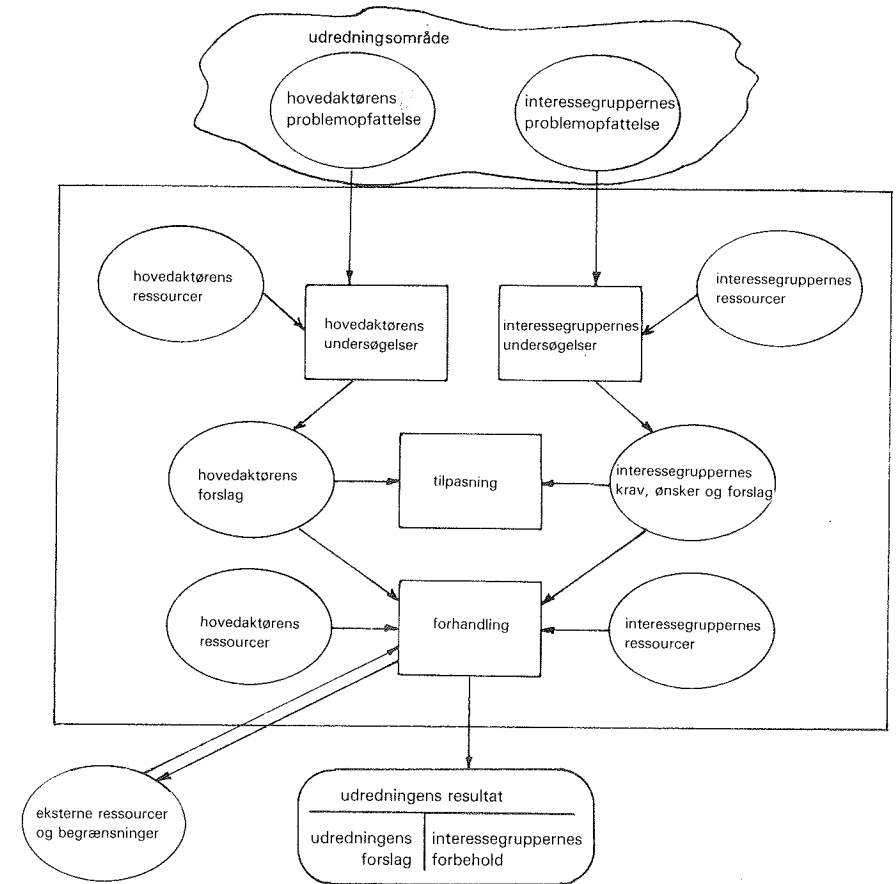 udredningsområde
hovedaktørens
problemopfattelse
interessegruppernes
problemopfattelse
hovedaktørens
ressourcer
interessegruppernes
ressourcer
hovedaktørens
undersøgelser
interessegruppernes
undersøgelser
hovedaktørens
forslag
tilpasning
interessegruppernes
krav, ønsker og forslag
hovedaktørens
ressourcer
forhandling
interessegruppernes
ressourcer
eksterne ressourcer
og begrænsninger
udredningens resultat
udredningens
forslag
interessegruppernes
forbehold